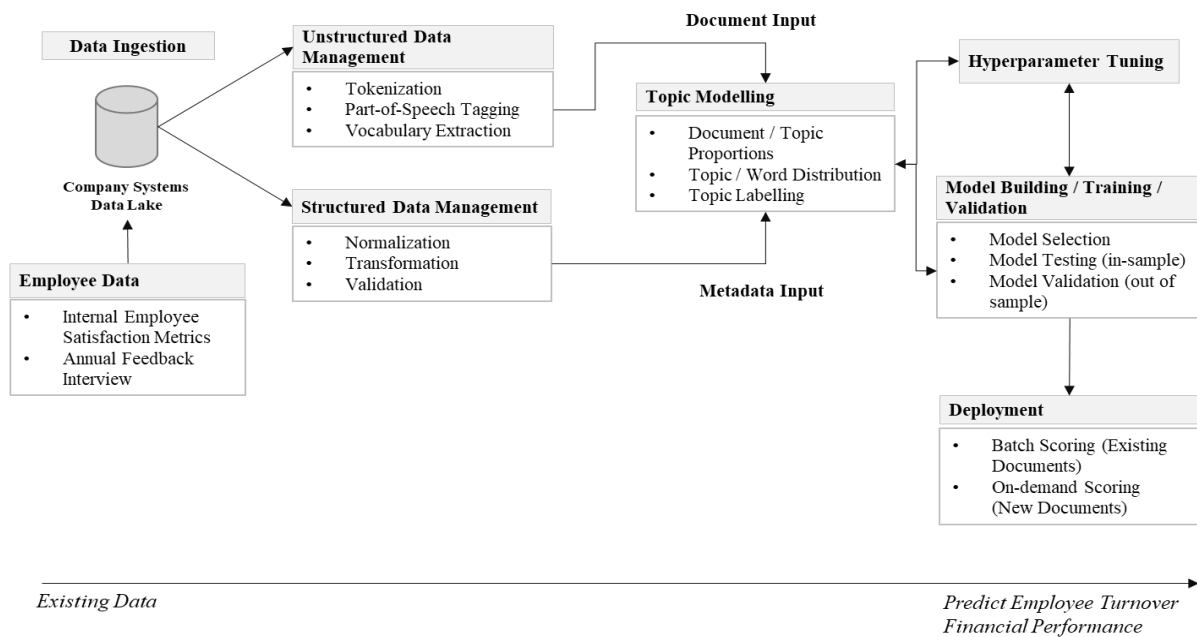 Data Ingestion
Company Systems
Data Lake
Employee Data
• Internal Employee
Satisfaction Metrics
• Annual Feedback
Interview
Unstructured Data
Management
• Tokenization
• Part-of-Speech Tagging
• Vocabulary Extraction
Structured Data Management
• Normalization
• Transformation
• Validation
Document Input
Topic Modelling
• Document / Topic
Proportions
• Topic / Word Distribution
• Topic Labelling
Metadata Input
Hyperparameter Tuning
Model Building / Training /
Validation
• Model Selection
• Model Testing (in-sample)
• Model Validation (out of
sample)
Deployment
• Batch Scoring (Existing
Documents)
• On-demand Scoring
(New Documents)
Existing Data
Predict Employee Turnover
Financial Performance